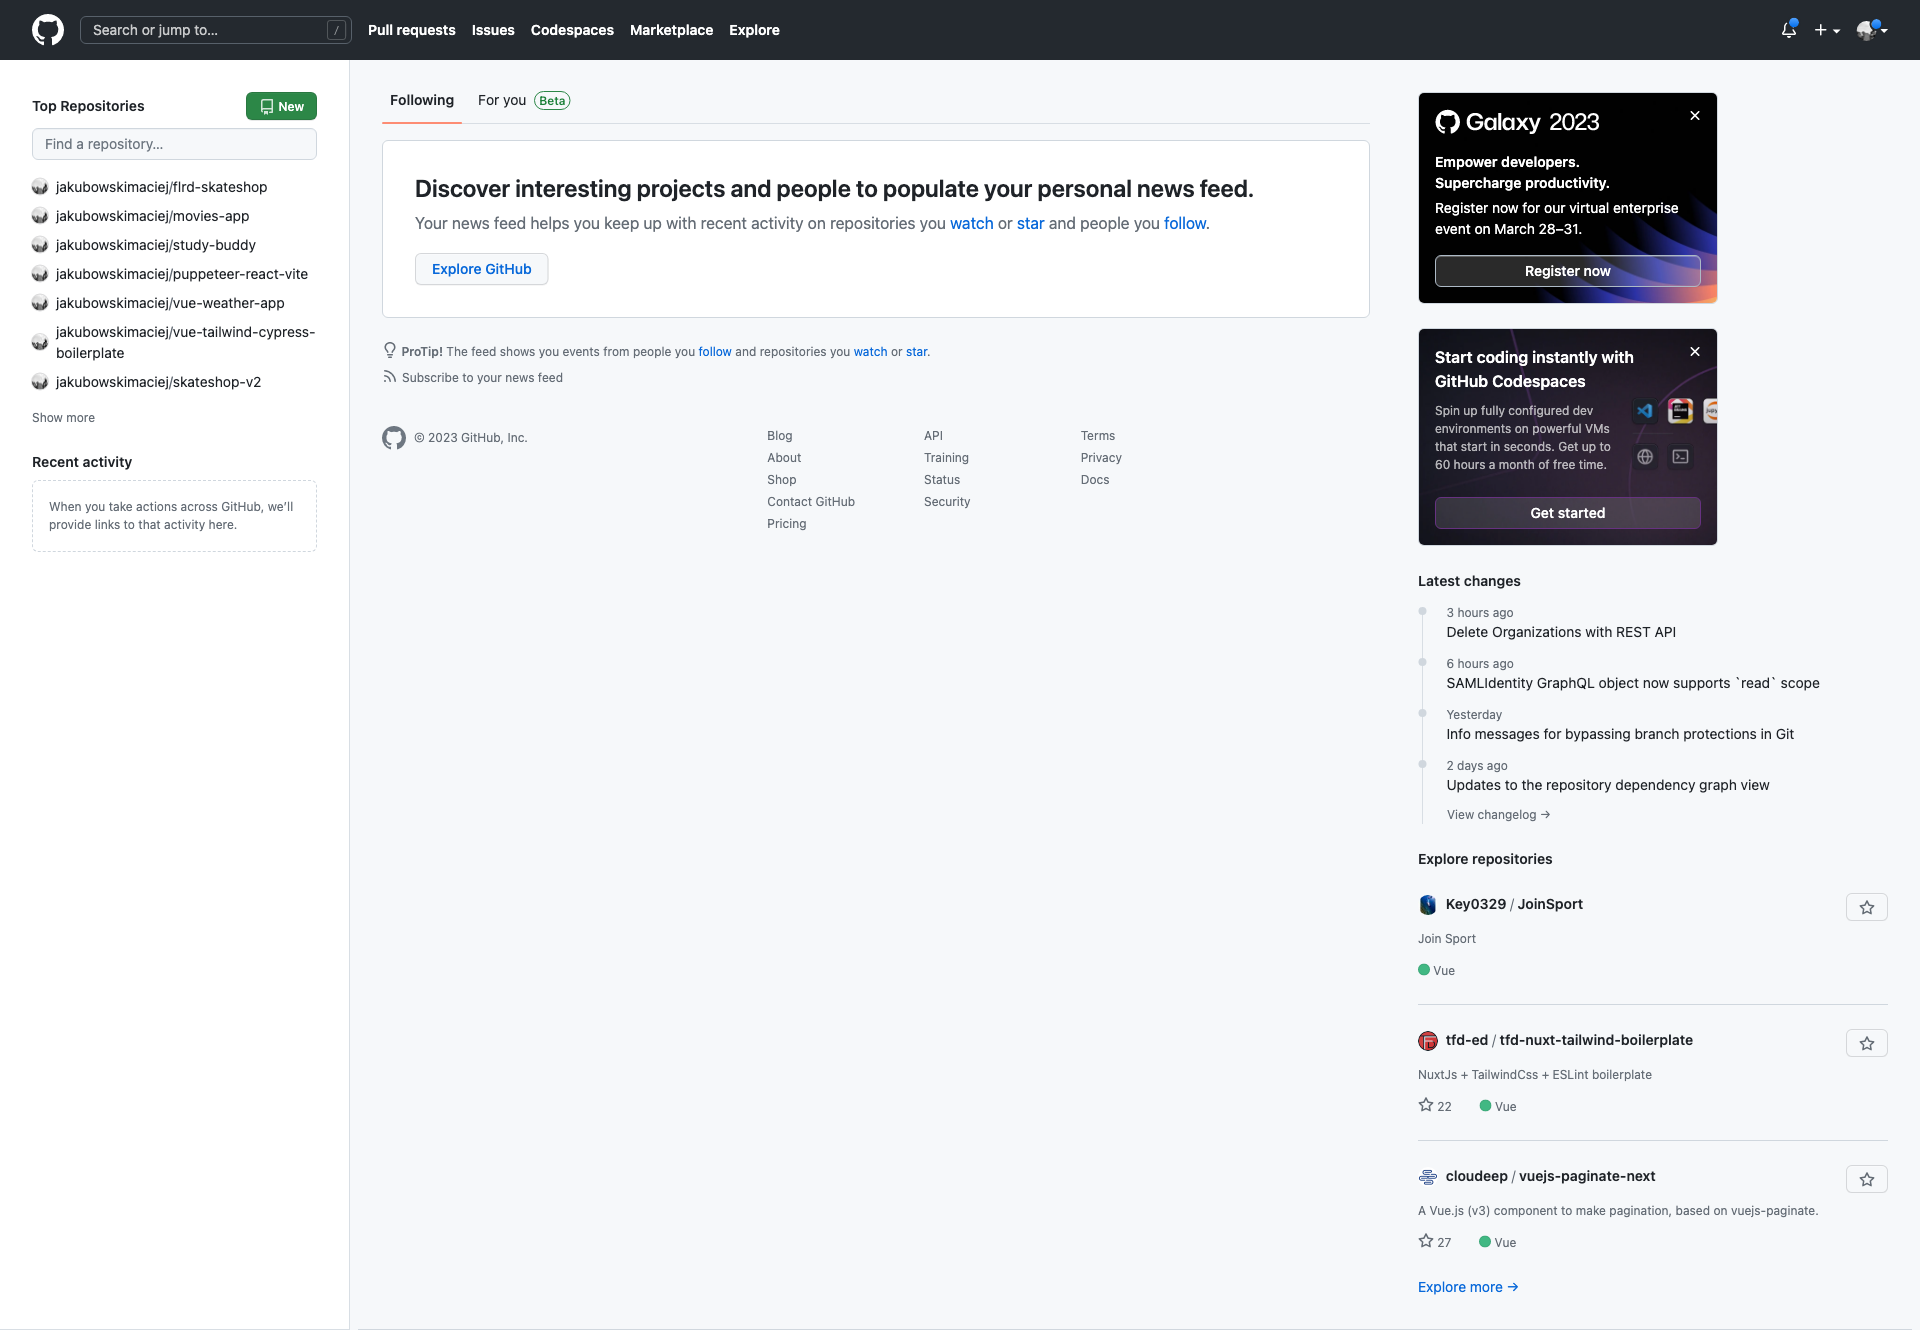 Search or jump to...
/
Pull requests
Issues
Codespaces
Marketplace
Explore
Top Repositories
New
Find a repository...
jakubowskimaciej/flrd-skateshop
jakubowskimaciej/movies-app
jakubowskimaciej/study-buddy
jakubowskimaciej/puppeteer-react-vite
jakubowskimaciej/vue-weather-app
jakubowskimaciej/vue-tailwind-cypress-
boilerplate
jakubowskimaciej/skateshop-v2
Show more
Recent activity
When you take actions across GitHub, we'll
provide links to that activity here.
Following
For you
Beta
Discover interesting projects and people to populate your personal news feed.
Your news feed helps you keep up with recent activity on repositories you watch or star and people you follow.
Explore GitHub
ProTip! The feed shows you events from people you follow and repositories you watch or star.
Subscribe to your news feed
© 2023 GitHub, Inc.
Blog
About
Shop
Contact GitHub
Pricing
API
Training
Status
Security
Terms
Privacy
Docs
Galaxy 2023
Empower developers.
Supercharge productivity.
Register now for our virtual enterprise
event on March 28–31.
Register now
Start coding instantly with
GitHub Codespaces
Spin up fully configured dev
environments on powerful VMs
that start in seconds. Get up to
60 hours a month of free time.
Get started
Latest changes
3 hours ago
Delete Organizations with REST API
6 hours ago
SAMLIdentity GraphQL object now supports `read` scope
Yesterday
Info messages for bypassing branch protections in Git
2 days ago
Updates to the repository dependency graph view
View changelog →
Explore repositories
Key0329 / JoinSport
Join Sport
Vue
tfd-ed / tfd-nuxt-tailwind-boilerplate
NuxtJs + TailwindCss + ESLint boilerplate
22
Vue
cloudeep / vuejs-paginate-next
A Vue.js (v3) component to make pagination, based on vuejs-paginate.
27
Vue
Explore more →